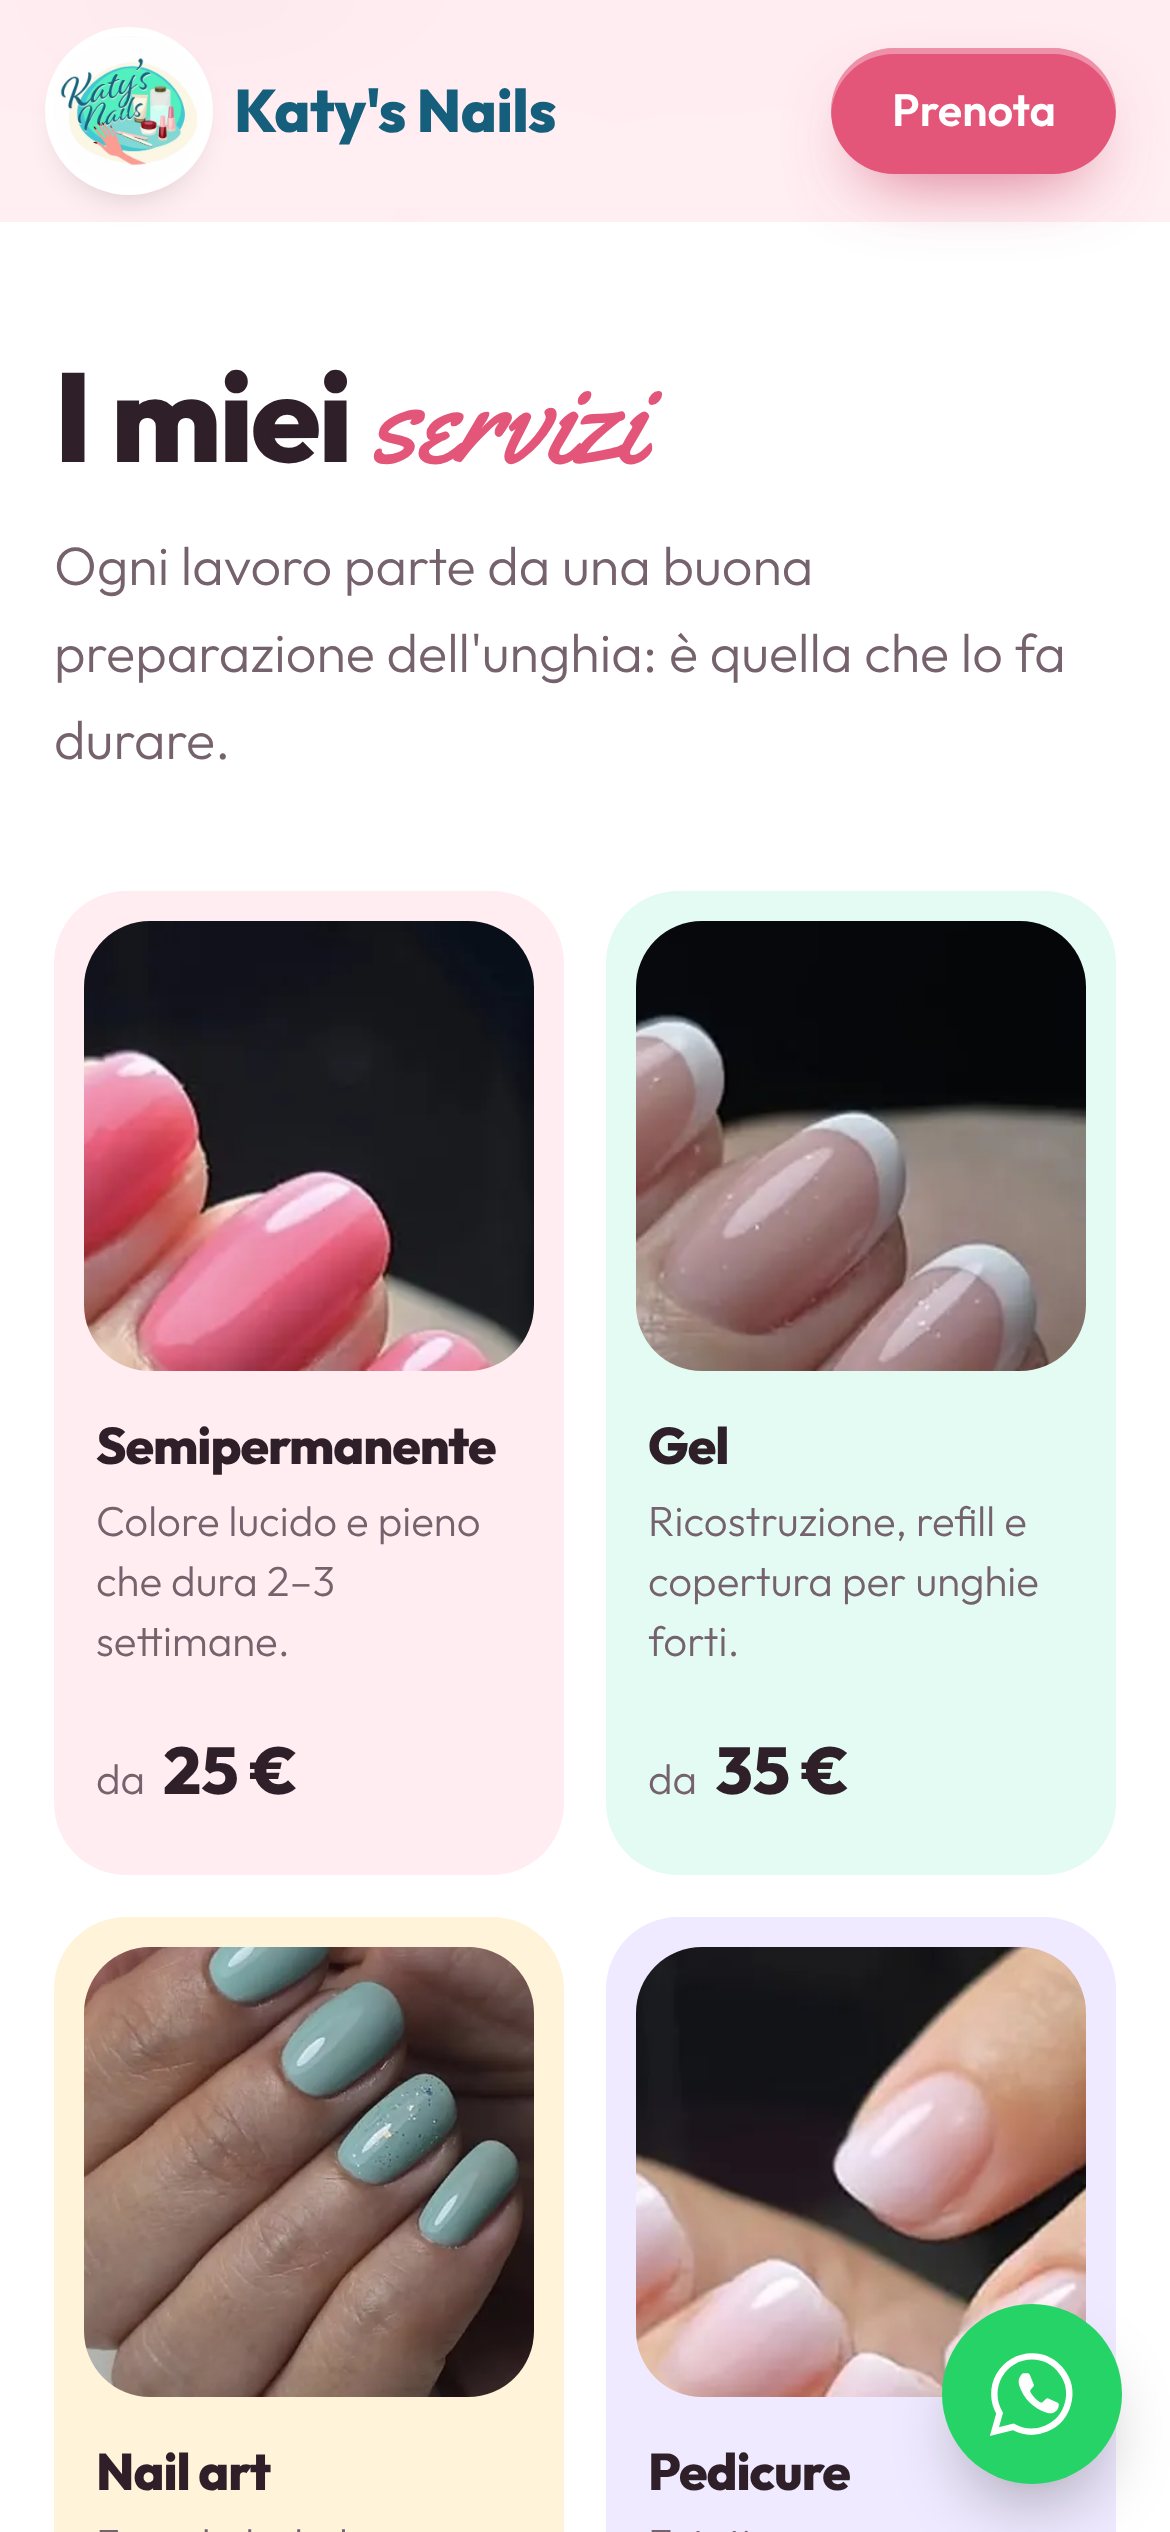 Katy's
Nails
Katy's Nails
Prenota
I miei servizi
Ogni lavoro parte da una buona
preparazione dell'unghia: è quella che lo fa
durare.
Semipermanente
Colore lucido e pieno
che dura 2–3
settimane.
da 25 €
Gel
Ricostruzione, refill e
copertura per unghie
forti.
da 35 €
Nail art
Pedicure